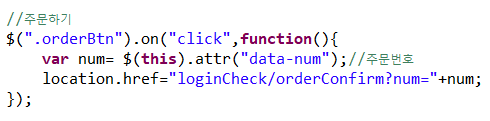 //주문하기
$(".orderBtn").on("click",function(){
    var num= $(this).attr("data-num");//주문번호
    location.href="loginCheck/orderConfirm?num="+num;
});